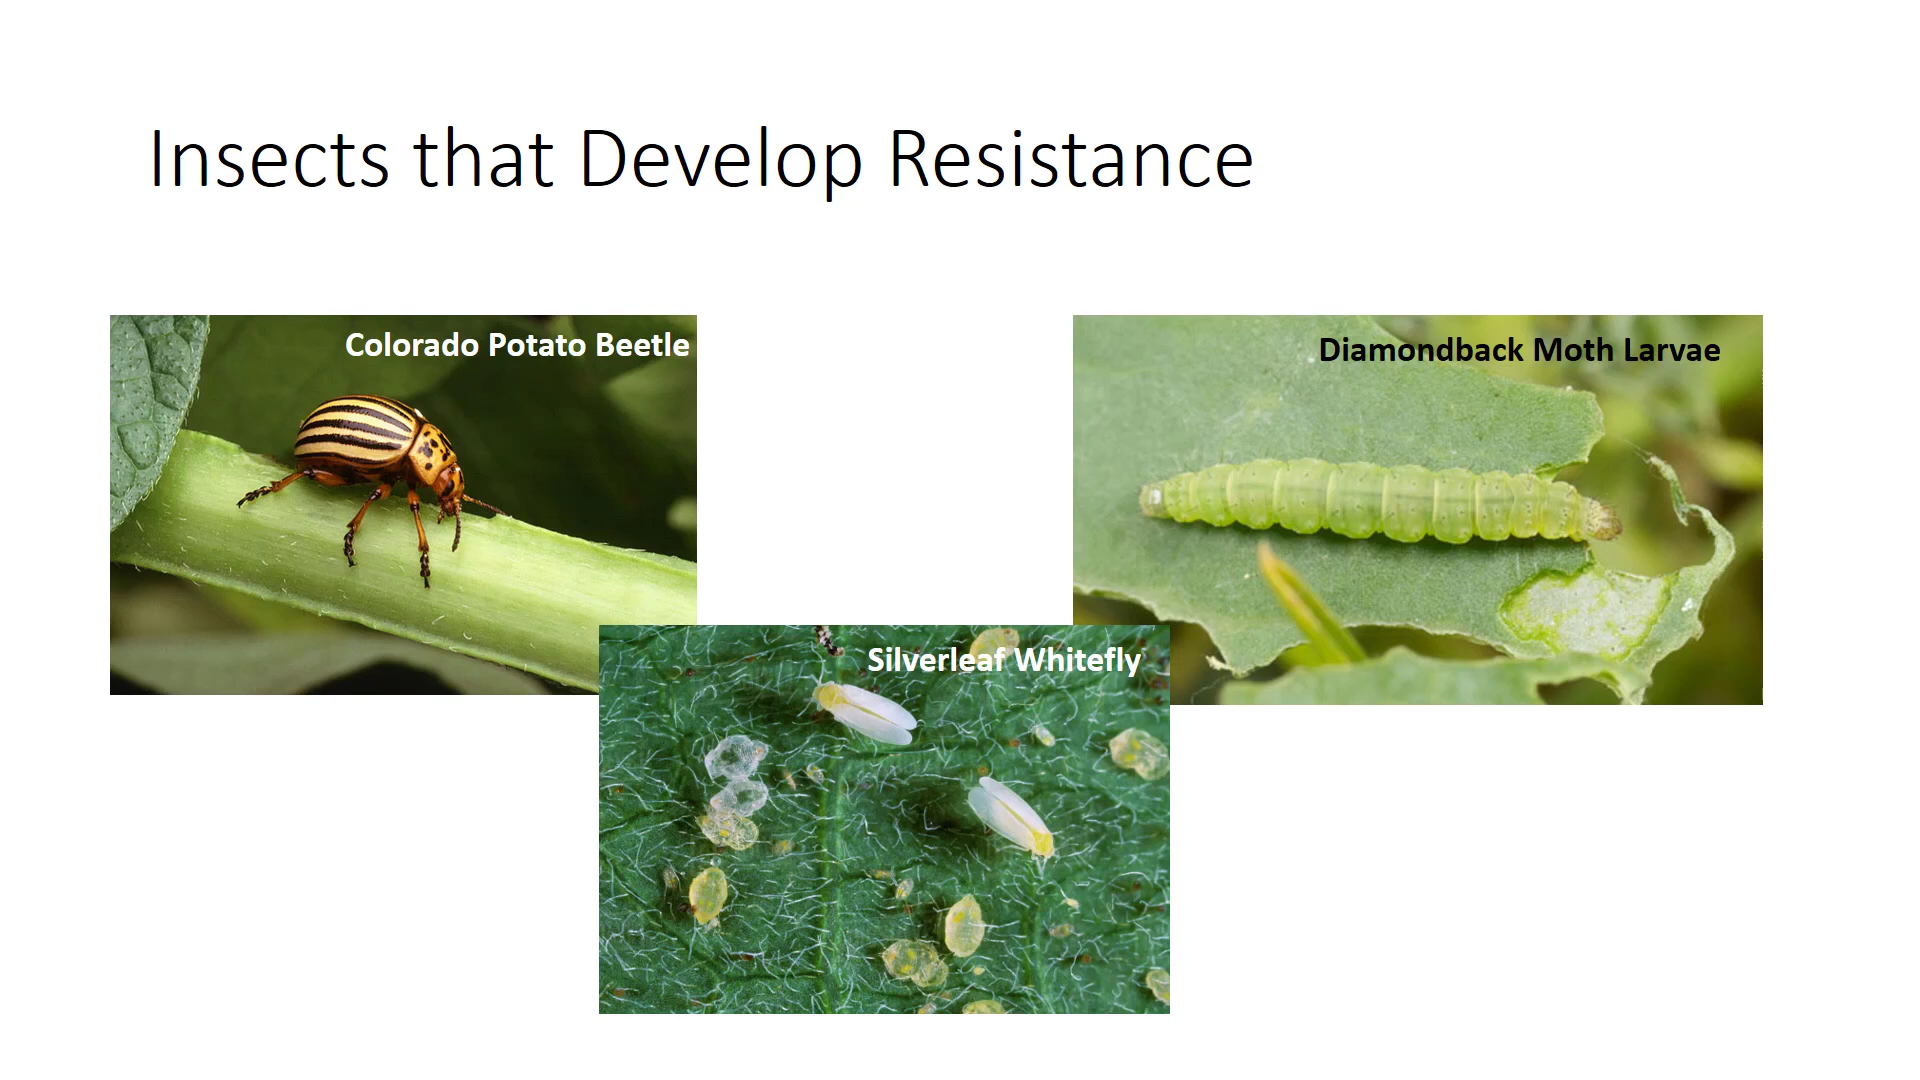 Insects that Develop Resistance
Colorado Potato Beetle
Diamondback Moth Larvae
Silverleaf Whitefly